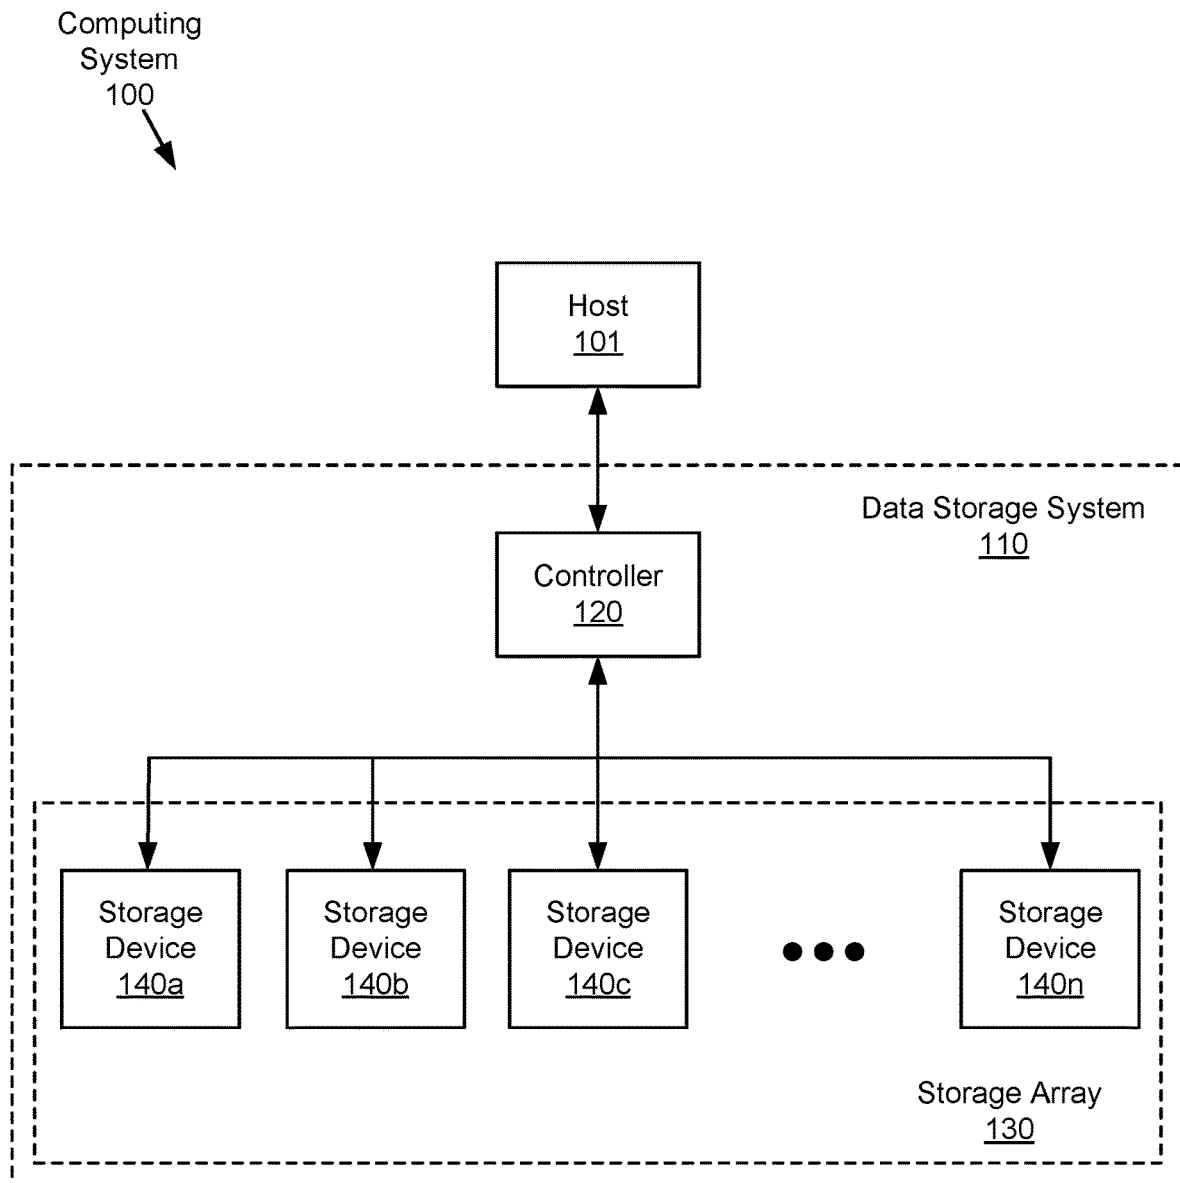 Computing
System
100
Host
101
Data Storage System
110
Controller
120
Storage
Device
140a
Storage
Device
140b
Storage
Device
140c
Storage
Device
140n
Storage Array
130